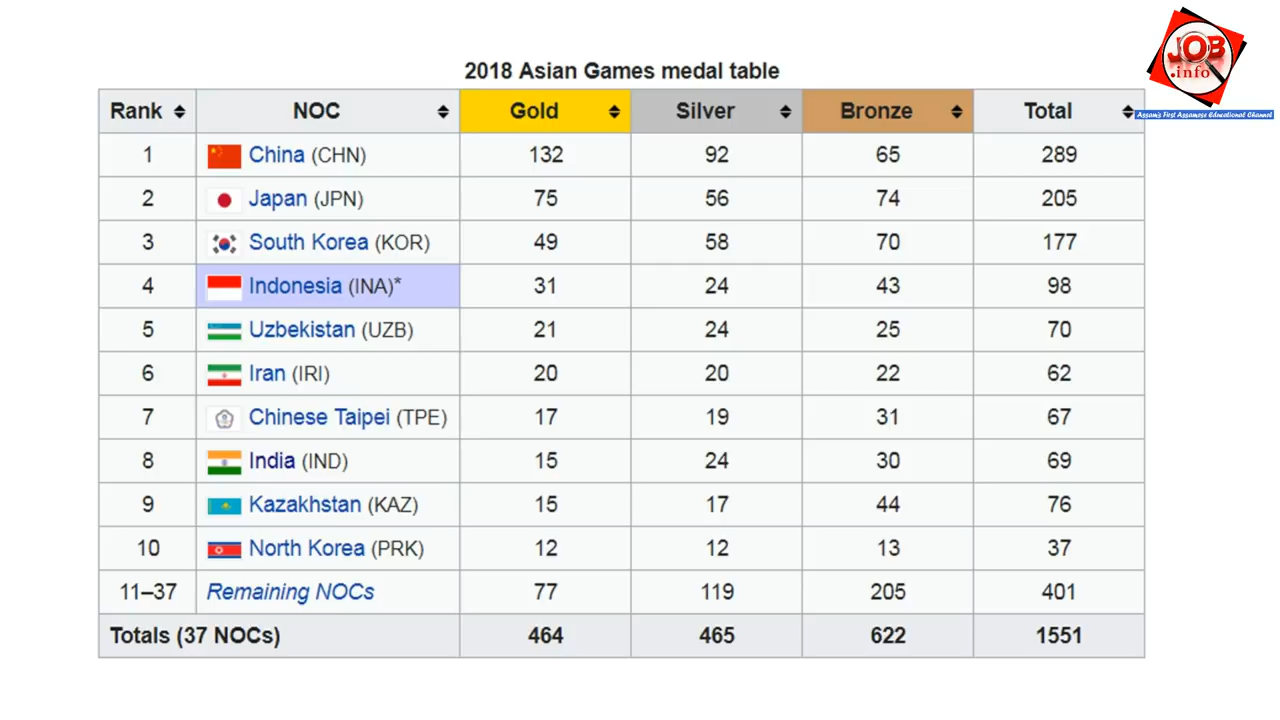 JOB
.info
Assam's First Assamese Educational Channel
2018 Asian Games medal table
Rank NOC Gold Silver Bronze Total
1 China (CHN) 132 92 65 289
2 Japan (JPN) 75 56 74 205
3 South Korea (KOR) 49 58 70 177
4 Indonesia (INA)* 31 24 43 98
5 Uzbekistan (UZB) 21 24 25 70
6 Iran (IRI) 20 20 22 62
7 Chinese Taipei (TPE) 17 19 31 67
8 India (IND) 15 24 30 69
9 Kazakhstan (KAZ) 15 17 44 76
10 North Korea (PRK) 12 12 13 37
11–37 Remaining NOCs 77 119 205 401
Totals (37 NOCs) 464 465 622 1551